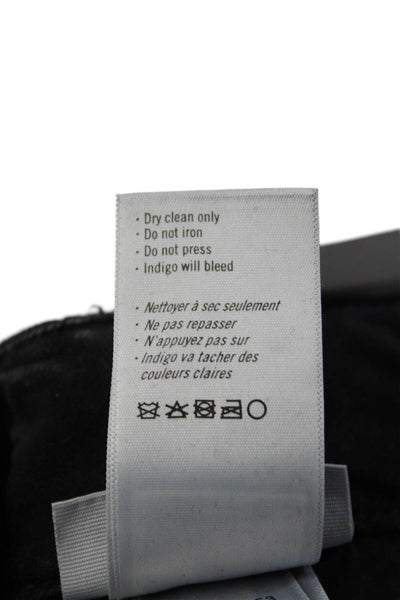 · Dry clean only
· Do not iron
· Do not press
· Indigo will bleed
· Nettoyer à sec seulement
· Ne pas repasser
· N'appuyez pas sur
· Indigo va tacher des
couleurs claires